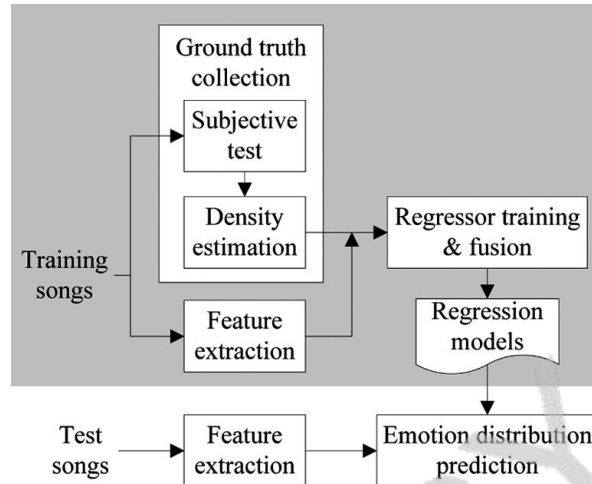 Ground truth
collection
Subjective
test
Density
estimation
Training
songs
Feature
extraction
Regressor training
& fusion
Regression
models
Test
songs
Feature
extraction
Emotion distribution
prediction